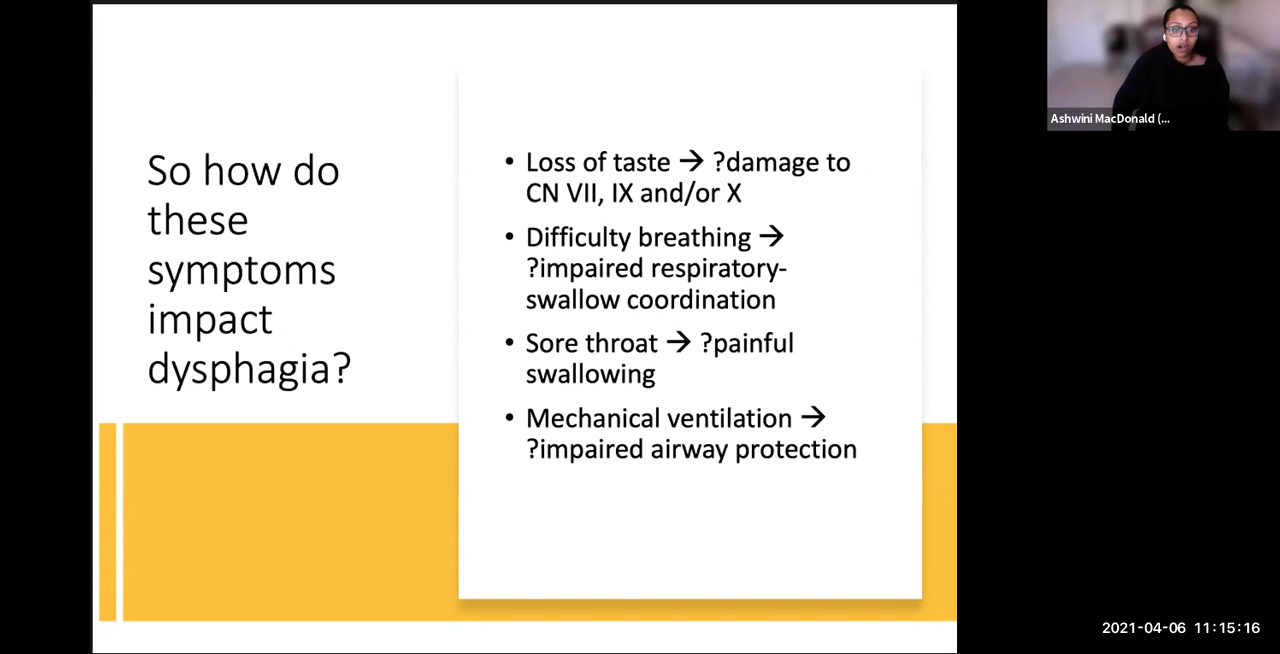 So how do
these
symptoms
impact
dysphagia?
• Loss of taste → ?damage to
CN VII, IX and/or X
• Difficulty breathing →
?impaired respiratory-
swallow coordination
• Sore throat → ?painful
swallowing
• Mechanical ventilation →
?impaired airway protection
Ashwini MacDonald (...
2021-04-06 11:15:16